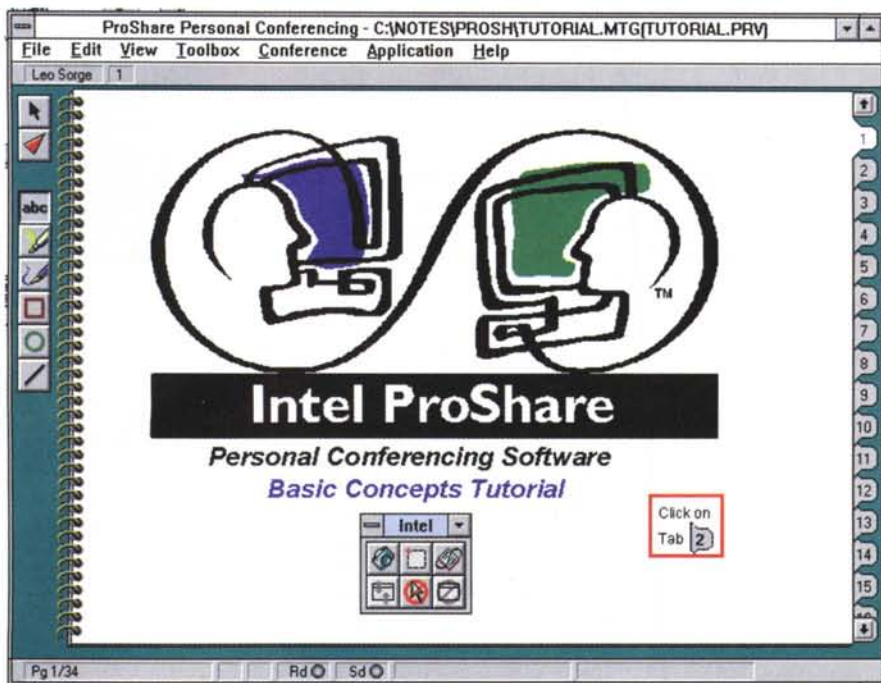 ProShare Personal Conferencing - C:\NOTES\PROSH\TUTORIAL.MTG(TUTORIAL.PRV)
File Edit View Toolbox Conference Application Help
Leo Sorge 1
abc
1
2
3
4
5
6
7
8
9
10
11
12
13
14
15
TM
Intel ProShare
Personal Conferencing Software
Basic Concepts Tutorial
Intel
Click on
Tab 2
Pg 1/34 Rd Sd